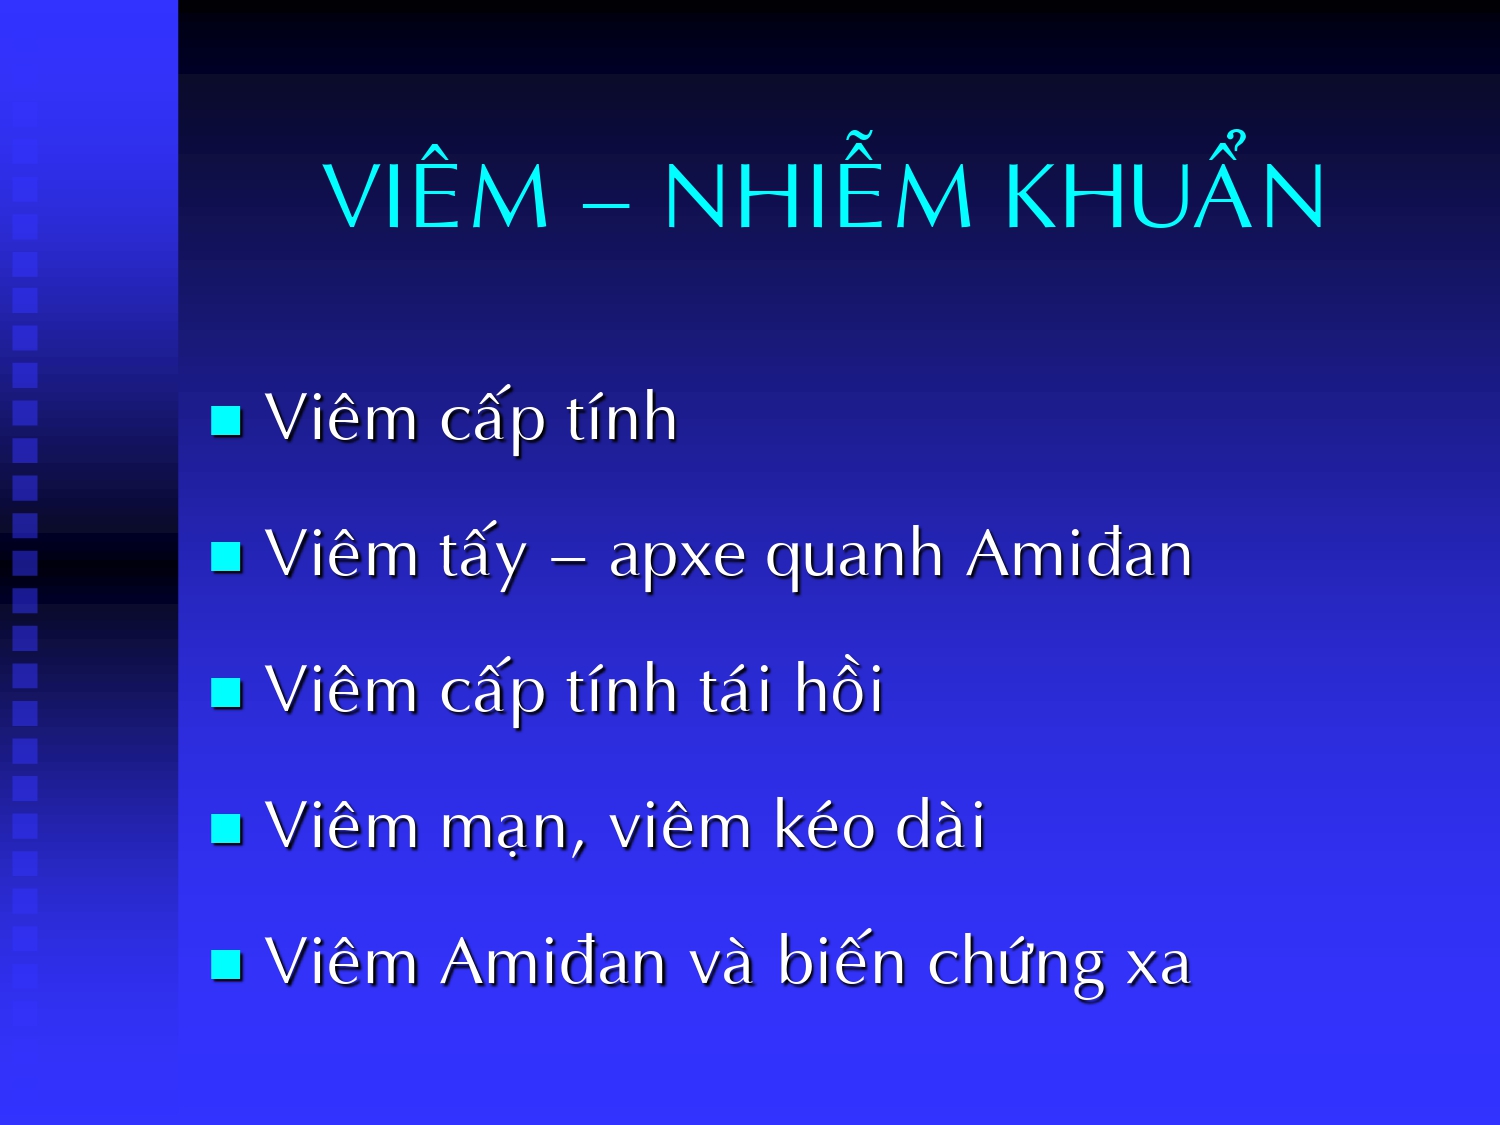 VIÊM – NHIỄM KHUẨN
Viêm cấp tính
Viêm tấy – apxe quanh Amiđan
Viêm cấp tính tái hồi
Viêm mạn, viêm kéo dài
Viêm Amiđan và biến chứng xa